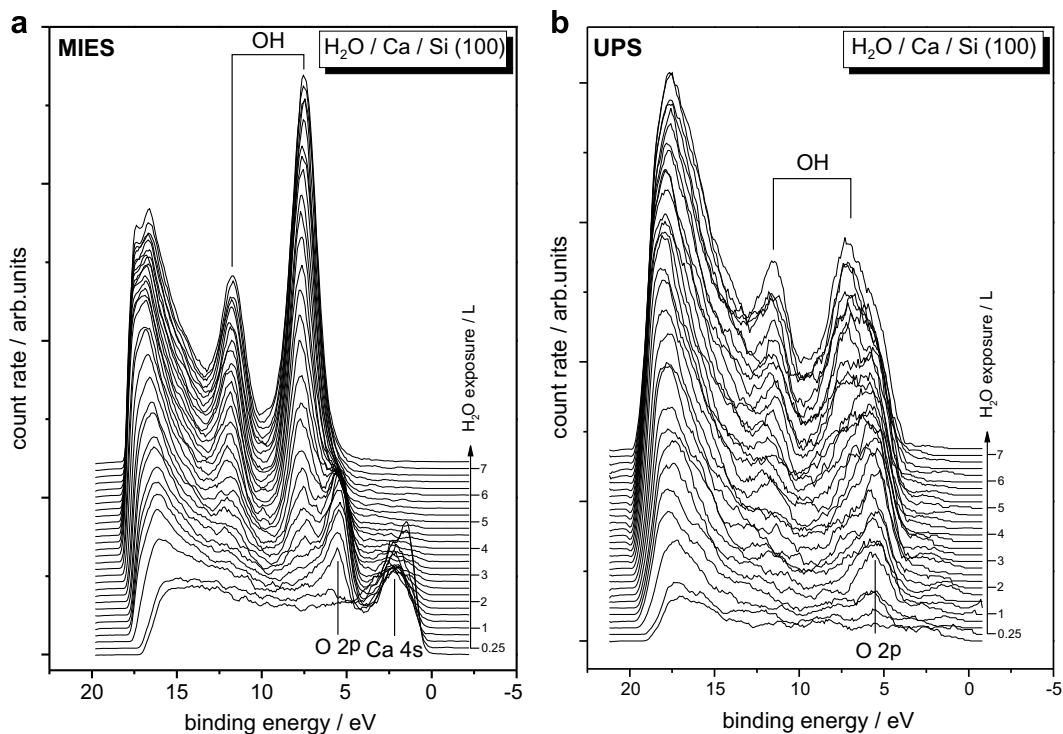 a
MIES
OH
H₂O / Ca / Si (100)
count rate / arb.units
H₂O exposure / L
7
6
5
4
3
2
1
0.25
O 2p
Ca 4s
20
15
10
5
0
-5
binding energy / eV
b
UPS
H₂O / Ca / Si (100)
OH
count rate / arb.units
H₂O exposure / L
7
6
5
4
3
2
1
0.25
O 2p
20
15
10
5
0
-5
binding energy / eV